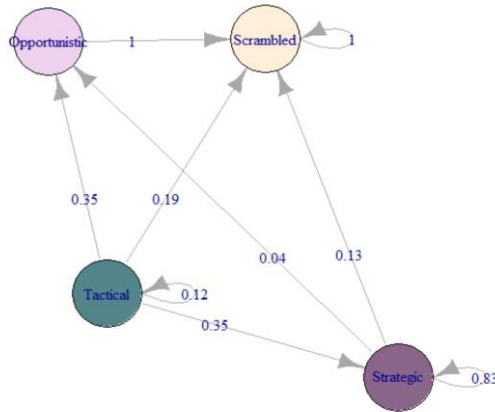 Opportunistic
Scrambled
1
1
0.35
0.19
0.04
0.13
Tactical
0.12
0.35
Strategic
0.83